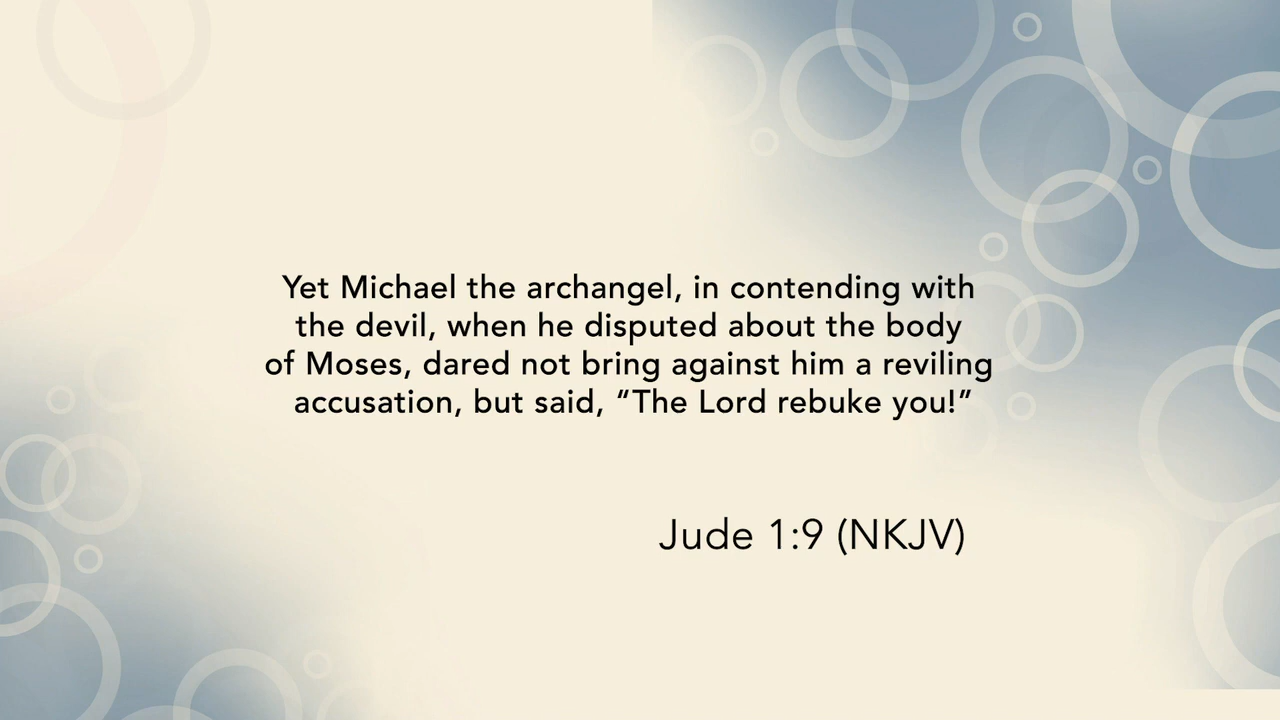 Yet Michael the archangel, in contending with
the devil, when he disputed about the body
of Moses, dared not bring against him a reviling
accusation, but said, “The Lord rebuke you!”
Jude 1:9 (NKJV)